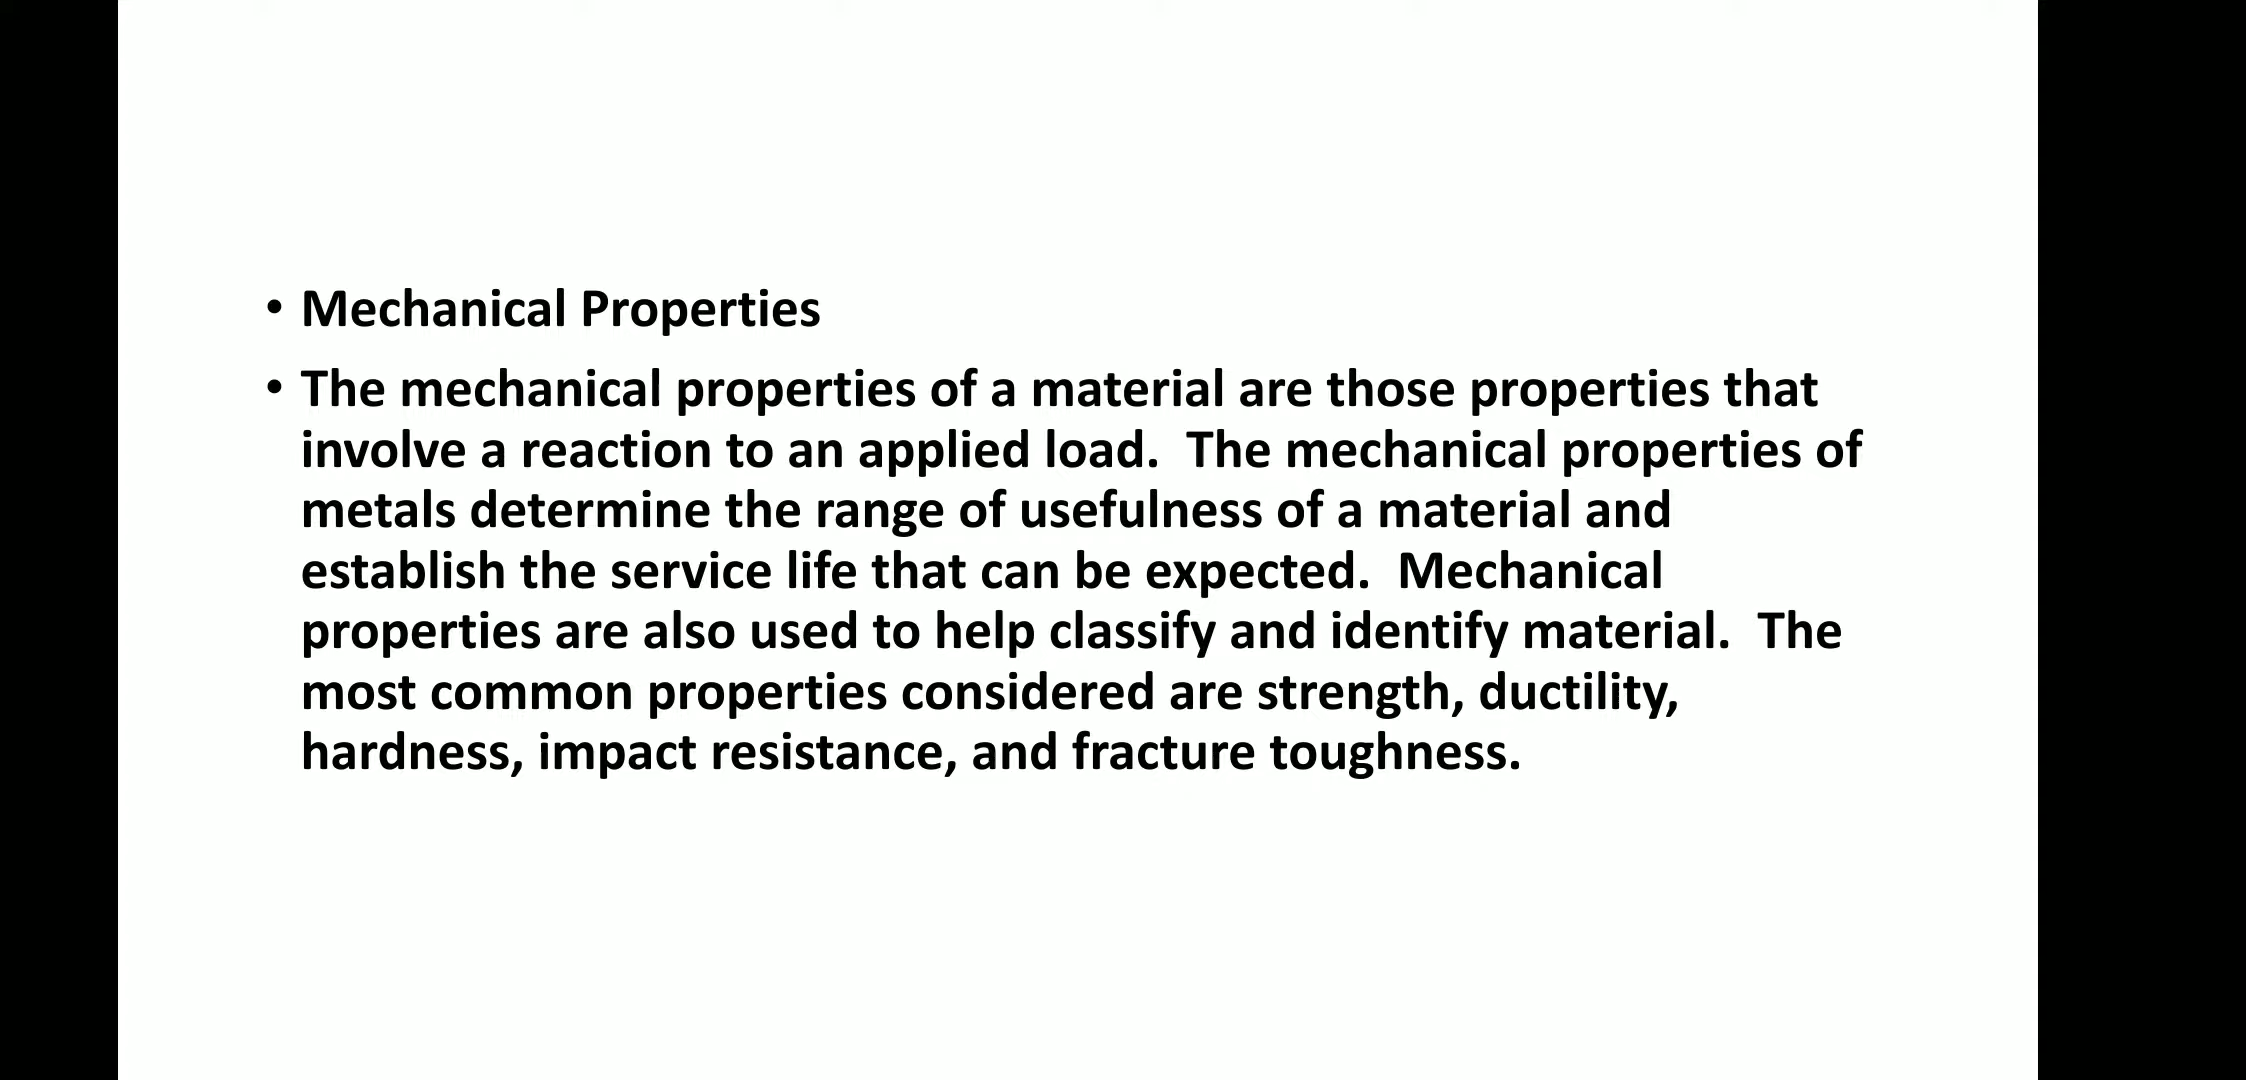 • Mechanical Properties
• The mechanical properties of a material are those properties that
involve a reaction to an applied load.  The mechanical properties of
metals determine the range of usefulness of a material and
establish the service life that can be expected.  Mechanical
properties are also used to help classify and identify material.  The
most common properties considered are strength, ductility,
hardness, impact resistance, and fracture toughness.